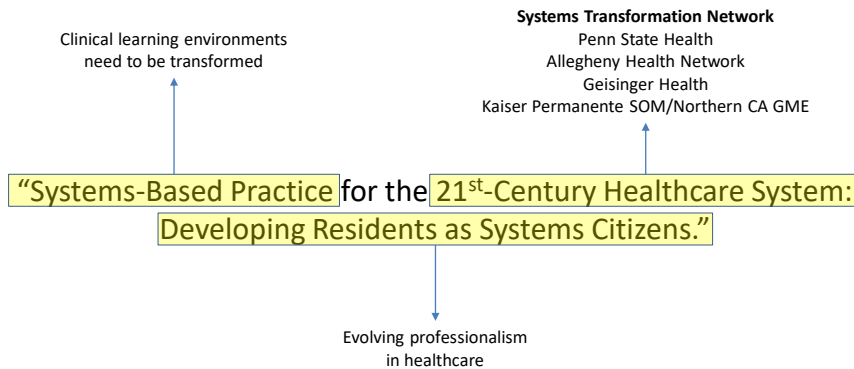 Systems Transformation Network
Penn State Health
Allegheny Health Network
Geisinger Health
Kaiser Permanente SOM/Northern CA GME
Clinical learning environments
need to be transformed
“Systems-Based Practice for the 21st-Century Healthcare System:
Developing Residents as Systems Citizens.”
Evolving professionalism
in healthcare